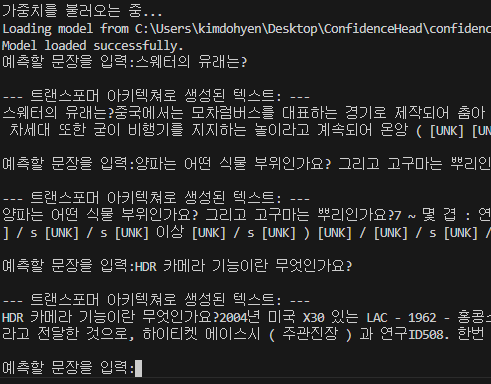 가중치를 불러오는 중...
Loading model from C:\Users\kimdohyen\Desktop\ConfidenceHead\confidenc
Model loaded successfully.
예측할 문장을 입력:스웨터의 유래는?
--- 트랜스포머 아키텍쳐로 생성된 텍스트: ---
스웨터의 유래는?중국에서는 모차렐버스를 대표하는 경기로 제작되어 춥아
차세대 또한 굳이 비행기를 지지하는 놀이라고 계속되어 온양 ( [UNK] [UN
예측할 문장을 입력:양파는 어떤 식물 부위인가요? 그리고 고구마는 뿌리인
--- 트랜스포머 아키텍쳐로 생성된 텍스트: ---
양파는 어떤 식물 부위인가요? 그리고 고구마는 뿌리인가요?7 ~ 몇 겹 : 연
] / s [UNK] / s [UNK] 이상 [UNK] / s [UNK] ) [UNK] / [UNK] / s [UNK] /
예측할 문장을 입력:HDR 카메라 기능이란 무엇인가요?
--- 트랜스포머 아키텍쳐로 생성된 텍스트: ---
HDR 카메라 기능이란 무엇인가요?2004년 미국 X30 있는 LAC - 1962 - 홍콩
라고 전달한 것으로, 하이티켓 에이스시 ( 주관진장 ) 과 연구ID508. 한번
예측할 문장을 입력: